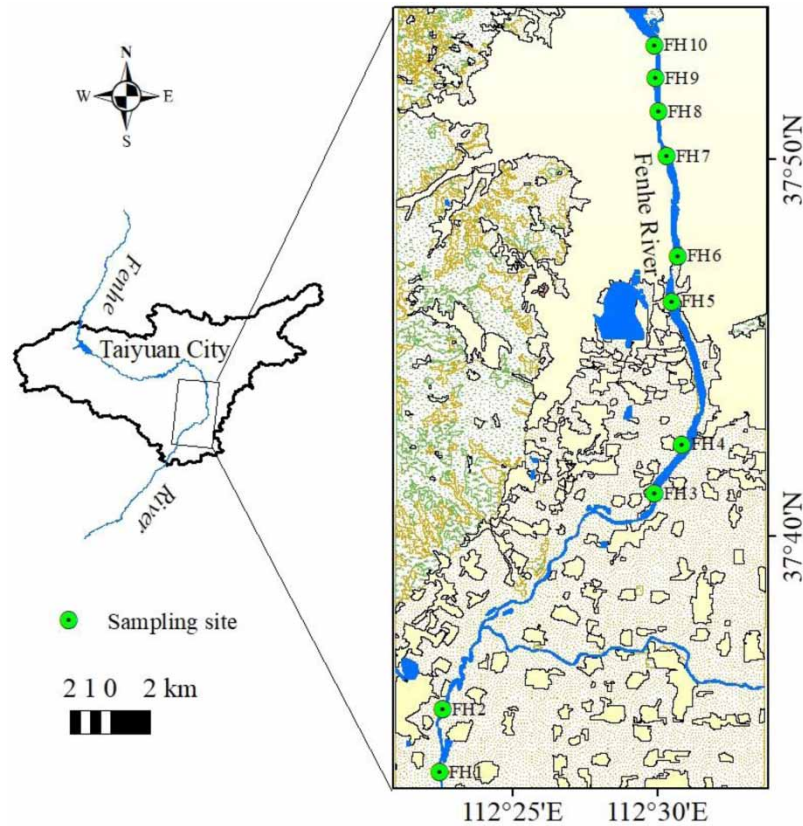 N
W E
S
Fenhe
Taiyuan City
River
Sampling site
2 1 0 2 km
FH10
FH9
FH8
FH7
Fenhe River
FH6
FH5
FH4
FH3
FH2
FH1
37°50'N
37°40'N
112°25'E 112°30'E